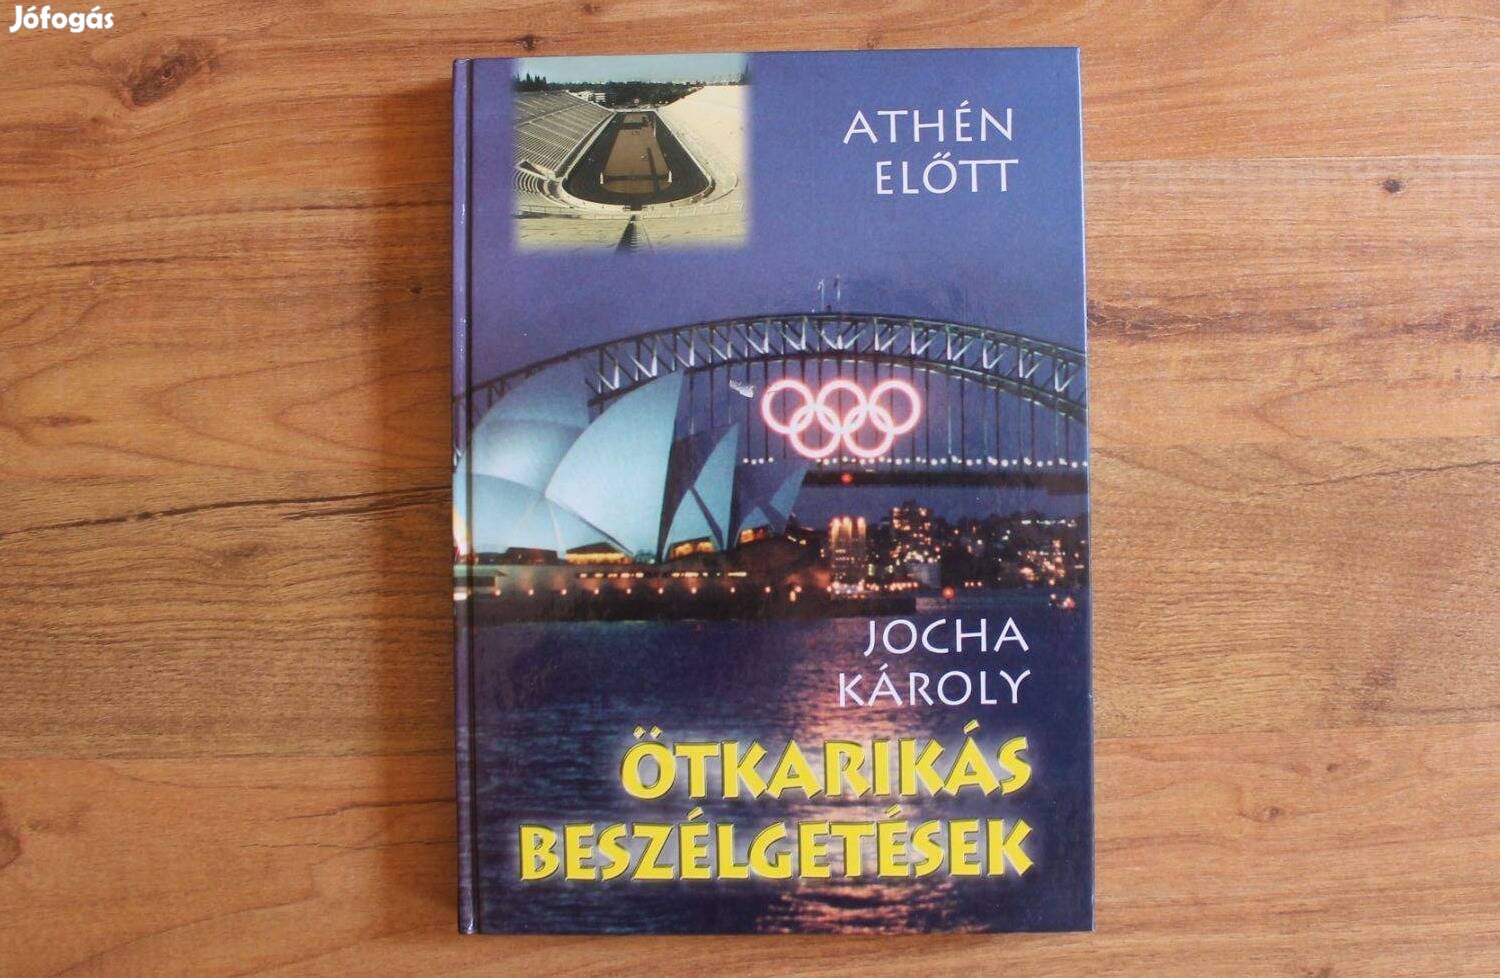 Jófogás
ATHÉN
ELŐTT
JOCHA
KÁROLY
ÖTKARIKÁS
BESZÉLGETÉSEK